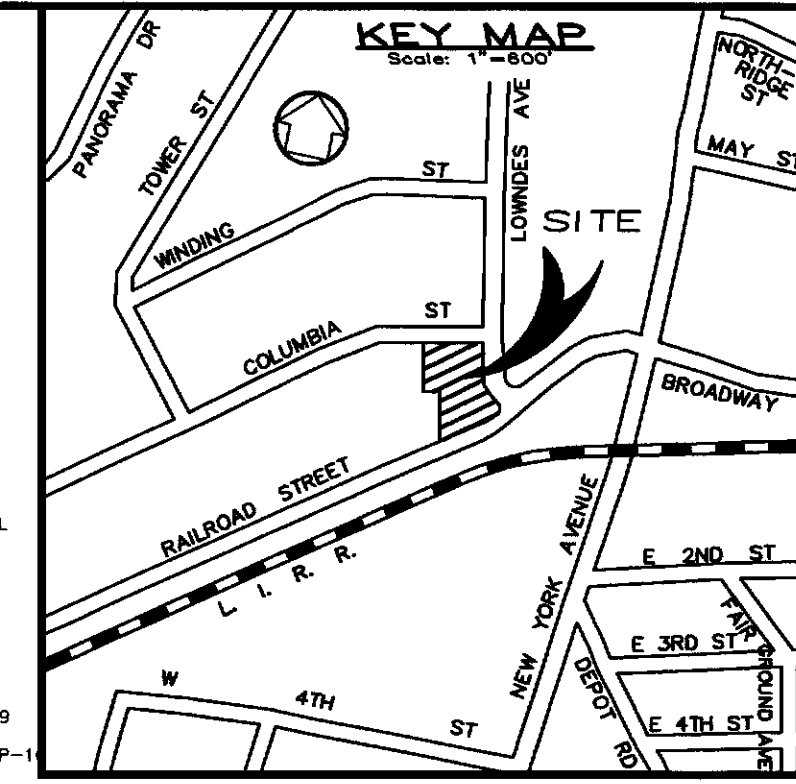 KEY MAP
Scale: 1"=600'
PANORAMA DR
TOWER ST
LOWNDES AVE
NORTH-
RIDGE
ST
MAY ST
WINDING ST
SITE
COLUMBIA ST
BROADWAY
RAILROAD STREET
L. I. R. R.
NEW YORK AVENUE
E 2ND ST
FAIR GROUND AVE
E 3RD ST
DEPOT RD
E 4TH ST
W 4TH ST
L
9
P-1